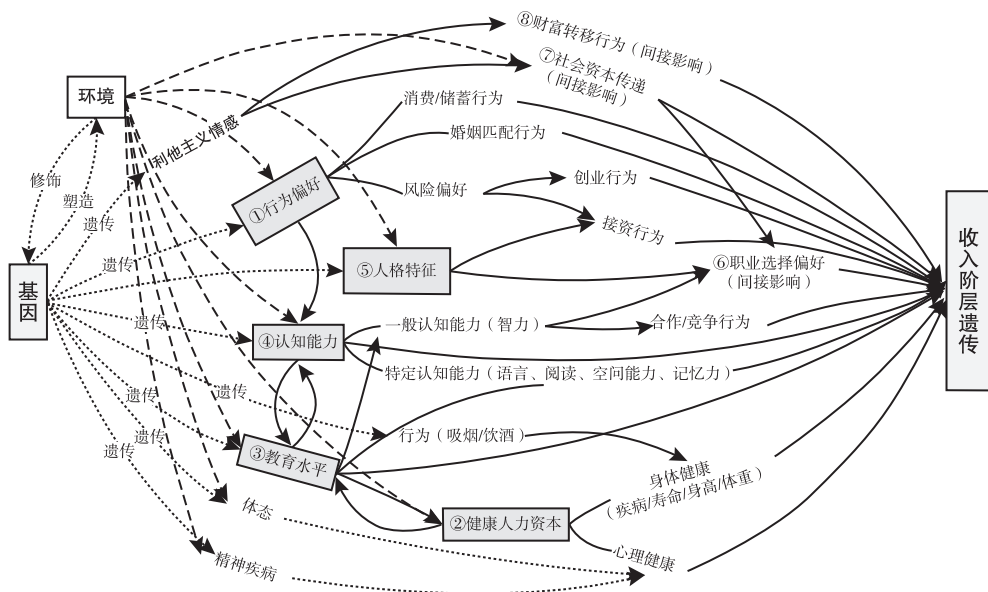 ⑧财富转移行为（间接影响）
⑦社会资本传递
（间接影响）
环境
消费/储蓄行为
利他主义情感
婚姻匹配行为
修饰
塑造
遗传
①行为偏好
风险偏好
创业行为
接资行为
收入阶层遗传
遗传
⑤人格特征
⑥职业选择偏好
（间接影响）
基因
遗传
④认知能力
一般认知能力（智力）
合作/竞争行为
特定认知能力（语言、阅读、空问能力、记忆力）
遗传
遗传
遗传
遗传
行为（吸烟/饮酒）
③教育水平
身体健康
（疾病/寿命/身高/体重）
体态
②健康人力资本
精神疾病
心理健康